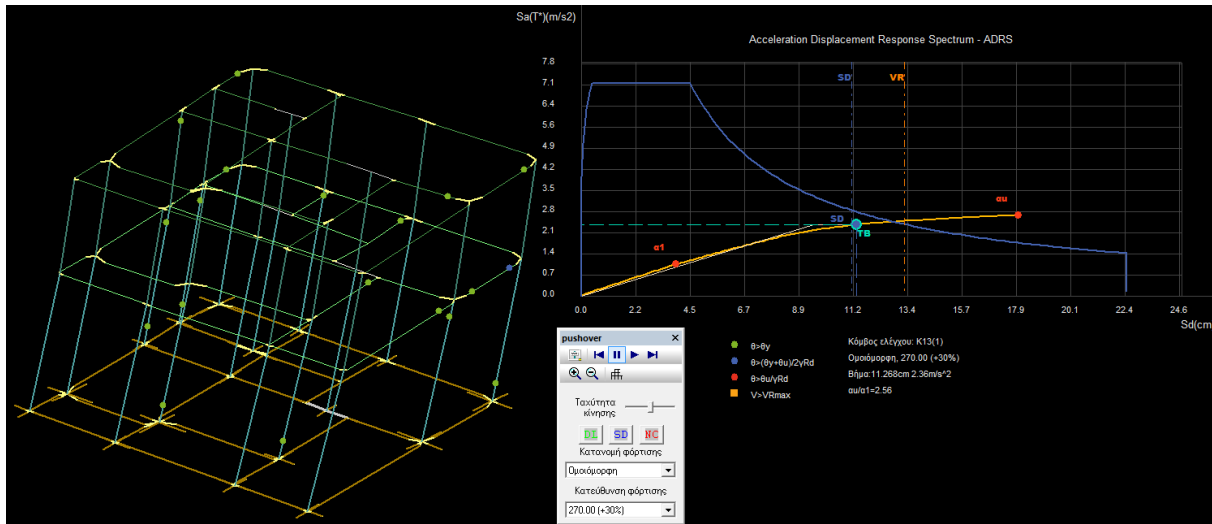 Sa(T*)(m/s2)
Acceleration Displacement Response Spectrum - ADRS
7.8
7.1
6.4
5.6
4.9
4.2
3.5
2.8
2.1
1.4
0.7
0.0
SD
VR
SD
TB
α1
αu
0.0 2.2 4.5 6.7 8.9 11.2 13.4 15.7 17.9 20.1 22.4 24.6
Sd(cm
θ>θy
θ>(θy+θu)/2γRd
θ>θu/γRd
V>VRmax
Κόμβος ελέγχου: K13(1)
Ομοιόμορφη, 270.00 (+30%)
Βήμα:11.268cm 2.36m/s^2
αu/α1=2.56
pushover
Ταχύτητα
κίνησης
DL SD NC
Κατανομή φόρτισης
Ομοιόμορφη
Κατεύθυνση φόρτισης
270.00 (+30%)